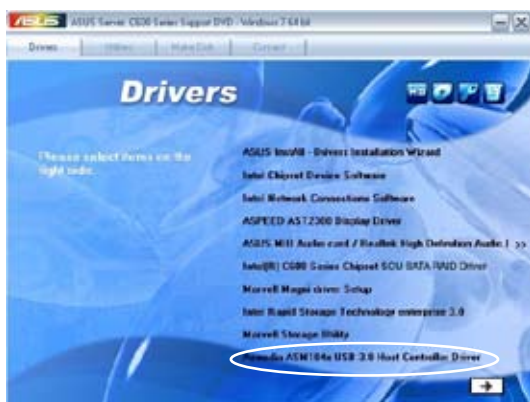 ASUS
ASUS Server C600 Series Support DVD - Windows 7 64 bit
Drivers
Utilities
Make Disk
Contact
Drivers
Please select items on the
right side.
ASUS InstAll - Drivers Installation Wizard
Intel Chipset Device Software
Intel Network Connections Software
ASPEED AST2300 Display Driver
ASUS MIO Audio card / Realtek High Definition Audio I >>
Intel(R) C600 Series Chipset SCU SATA RAID Driver
Marvell Magni driver Setup
Intel Rapid Storage Technology enterprise 3.0
Marvell Storage Utility
Asmedia ASM104x USB 3.0 Host Controller Driver